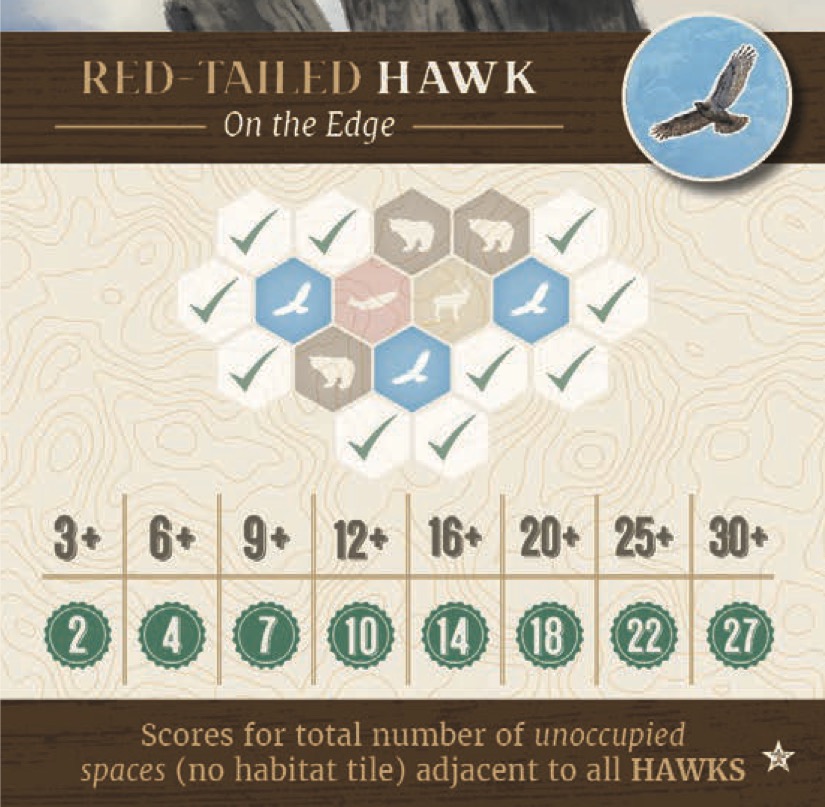 RED-TAILED HAWK
On the Edge
3+ 6+ 9+ 12+ 16+ 20+ 25+ 30+
2 4 7 10 14 18 22 27
Scores for total number of unoccupied
spaces (no habitat tile) adjacent to all HAWKS